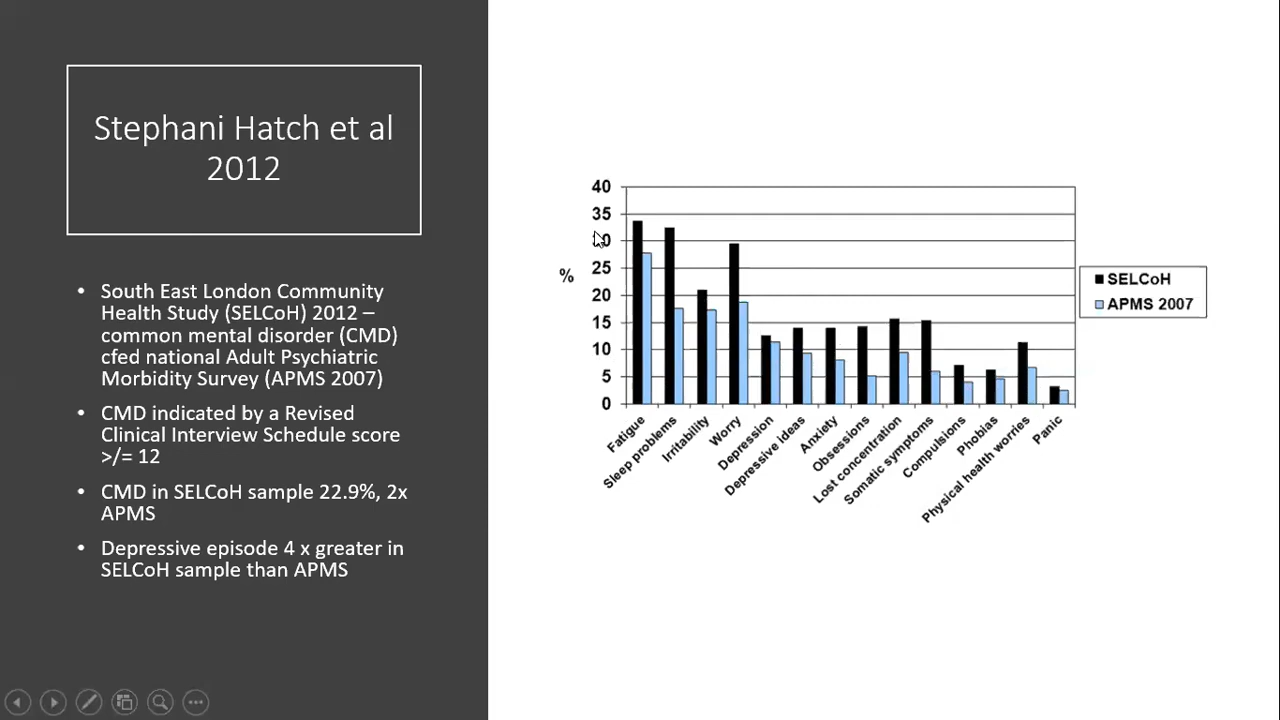 Stephani Hatch et al
2012
• South East London Community
Health Study (SELCoH) 2012 –
common mental disorder (CMD)
cfed national Adult Psychiatric
Morbidity Survey (APMS 2007)
• CMD indicated by a Revised
Clinical Interview Schedule score
>/= 12
• CMD in SELCoH sample 22.9%, 2x
APMS
• Depressive episode 4 x greater in
SELCoH sample than APMS
40
35
30
25
20
15
10
5
0
%
Fatigue
Sleep problems
Irritability
Worry
Depression
Depressive ideas
Anxiety
Obsessions
Lost concentration
Somatic symptoms
Compulsions
Phobias
Physical health worries
Panic
SELCoH
APMS 2007